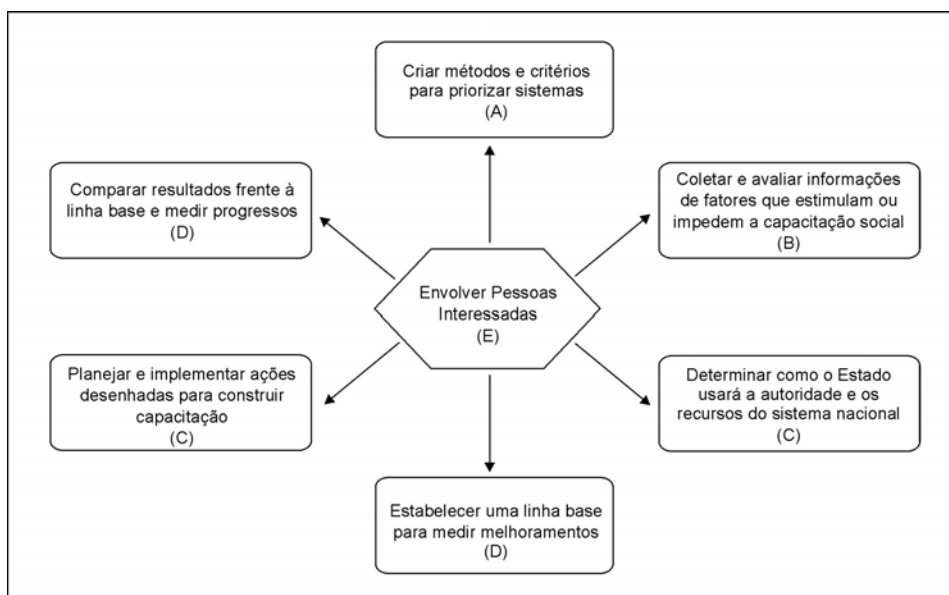 Criar métodos e critérios
para priorizar sistemas
(A)
Comparar resultados frente à
linha base e medir progressos
(D)
Coletar e avaliar informações
de fatores que estimulam ou
impedem a capacitação social
(B)
Envolver Pessoas
Interessadas
(E)
Planejar e implementar ações
desenhadas para construir
capacitação
(C)
Determinar como o Estado
usará a autoridade e os
recursos do sistema nacional
(C)
Estabelecer uma linha base
para medir melhoramentos
(D)